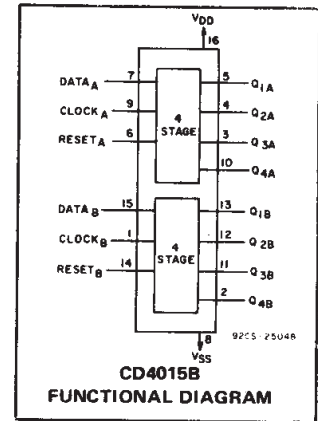 VDD
16
DATAA 7 5 Q1A
CLOCKA 9 4 Q2A
4 STAGE
RESETA 6 3 Q3A
10 Q4A
DATAB 15 13 Q1B
CLOCKB 1 12 Q2B
4 STAGE
RESETB 14 11 Q3B
2 Q4B
8 92CS-25048
VSS
CD4015B
FUNCTIONAL DIAGRAM